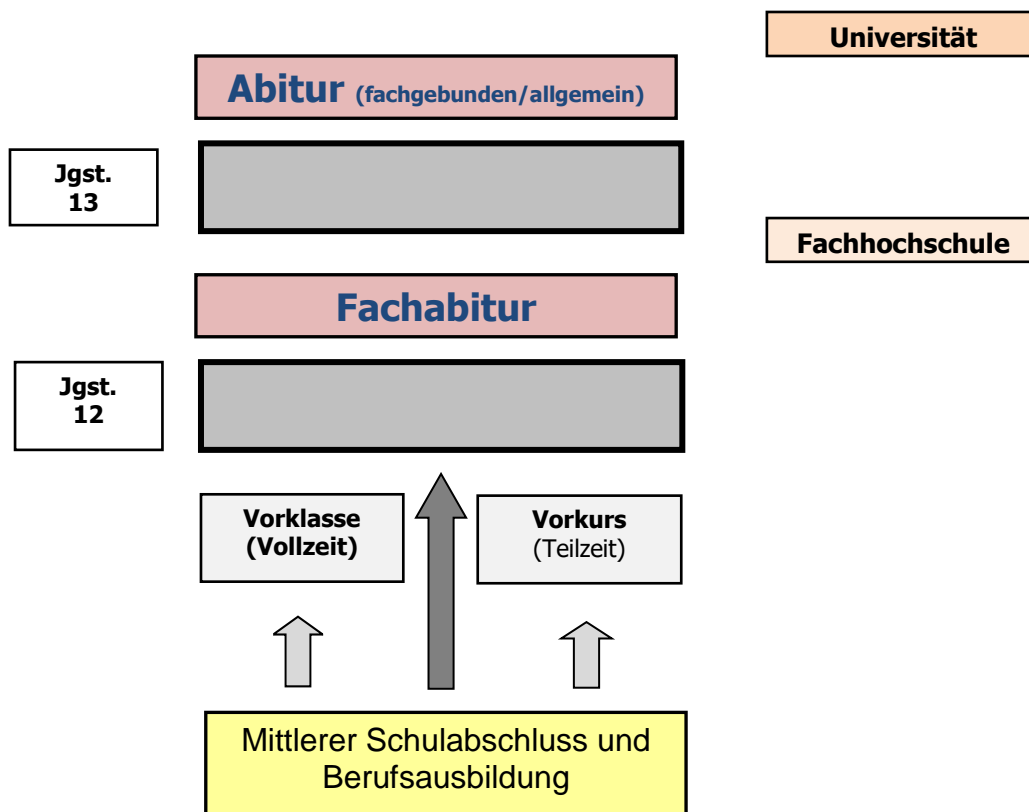 Universität
Abitur (fachgebunden/allgemein)
Jgst.
13
Fachhochschule
Fachabitur
Jgst.
12
Vorklasse
(Vollzeit)
Vorkurs
(Teilzeit)
Mittlerer Schulabschluss und
Berufsausbildung